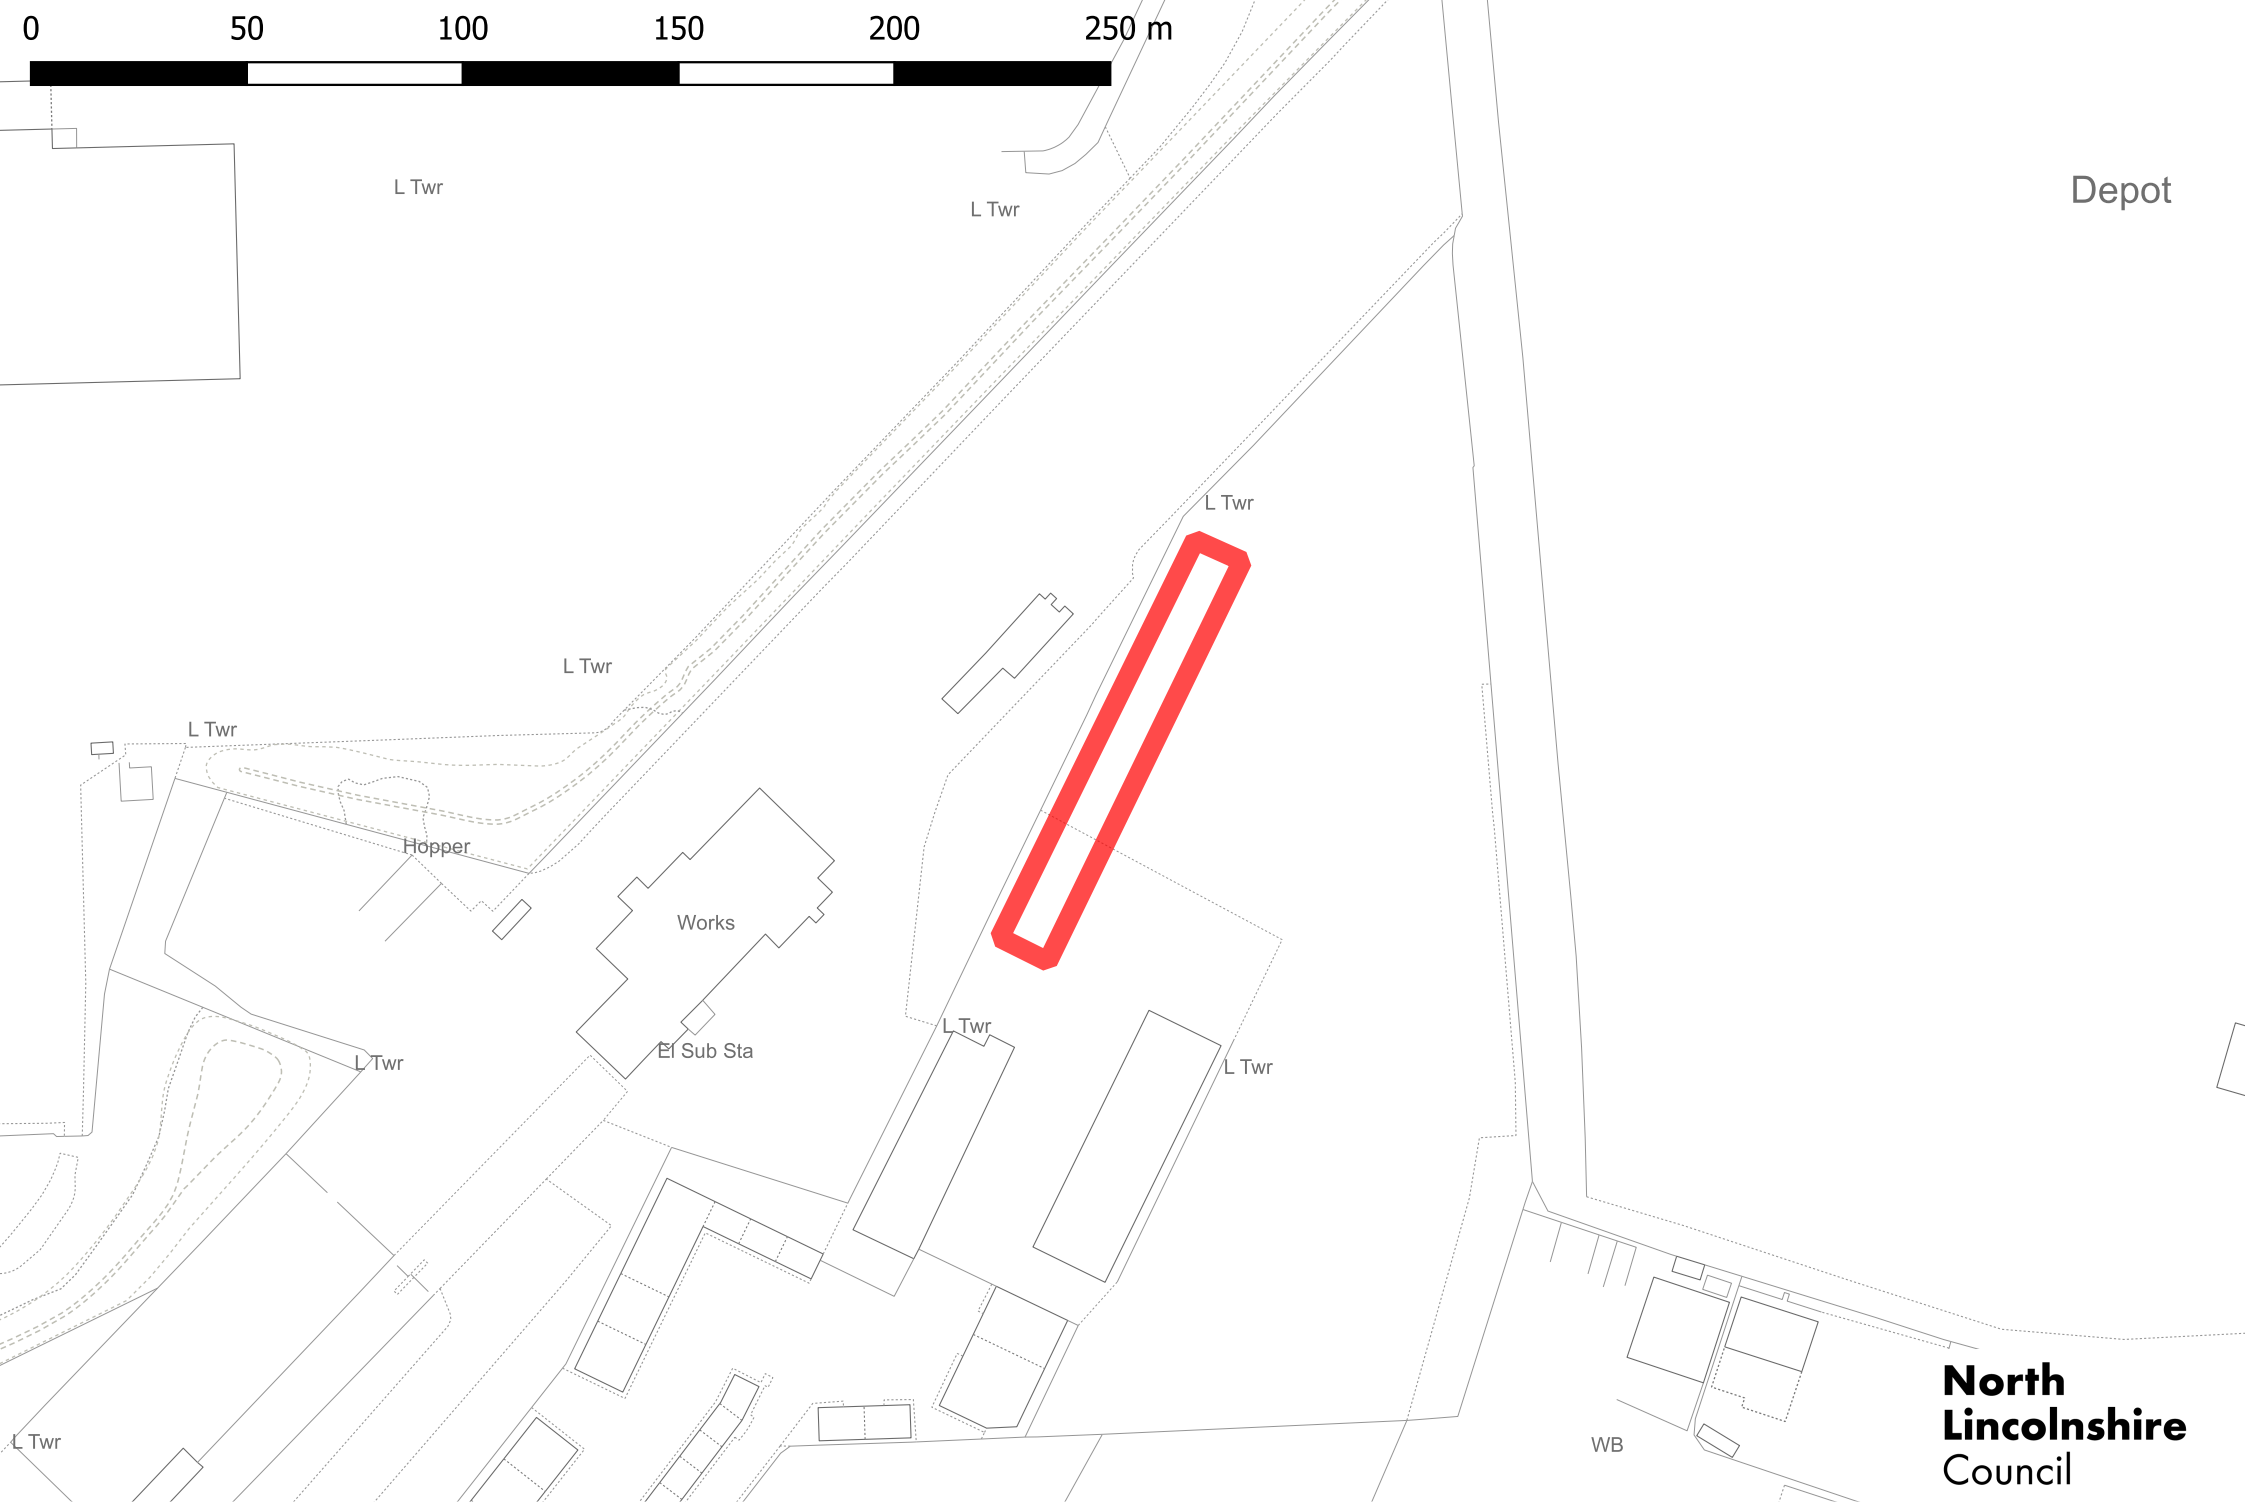 0 50 100 150 200 250 m
L Twr
Depot
L Twr
L Twr
L Twr
L Twr
Hopper
Works
L Twr
El Sub Sta
L Twr
L Twr
L Twr
WB
North
Lincolnshire
Council